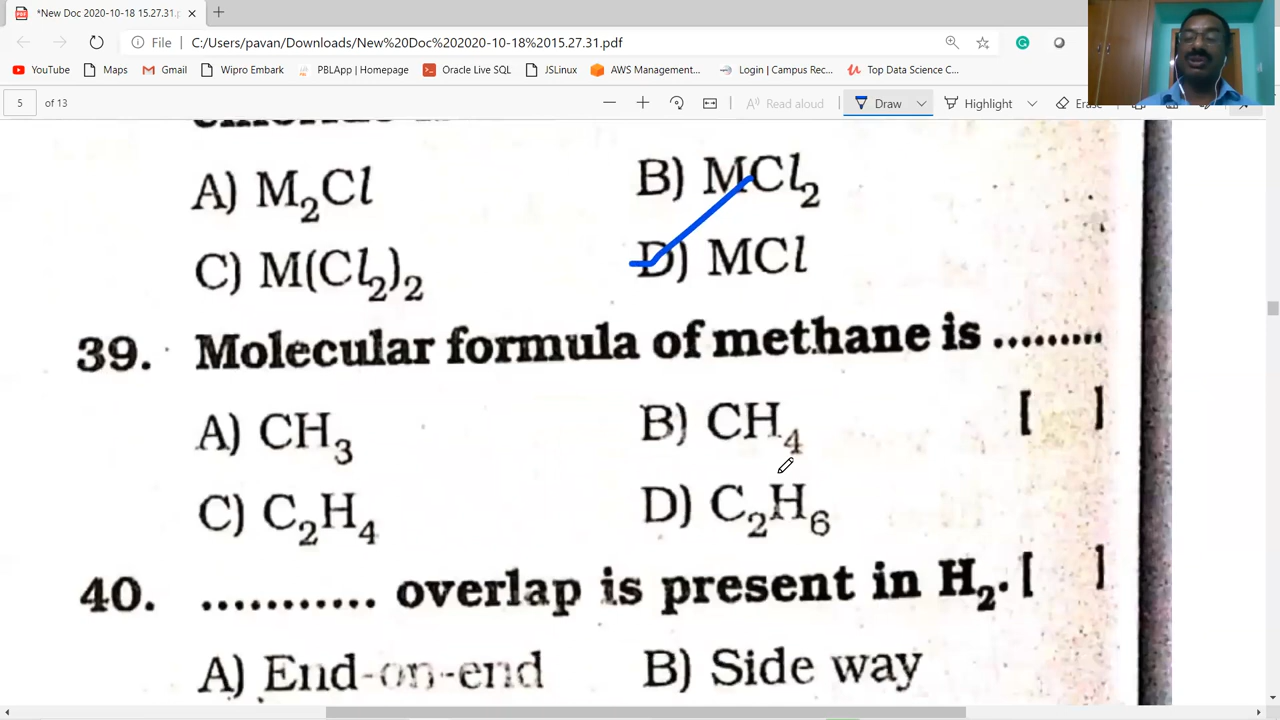 *New Doc 2020-10-18 15.27.31.p
File C:/Users/pavan/Downloads/New%20Doc%202020-10-18%2015.27.31.pdf
YouTube Maps Gmail Wipro Embark PBLApp | Homepage Oracle Live SQL JSLinux AWS Management... Login | Campus Rec... Top Data Science C...
5 of 13 Read aloud Draw Highlight Erase
A) M₂Cl B) MCl₂
C) M(Cl₂)₂ D) MCl
39. Molecular formula of methane is .........
A) CH₃ B) CH₄ [ ]
C) C₂H₄ D) C₂H₆
40. ........... overlap is present in H₂. [ ]
A) End-on-end B) Side way